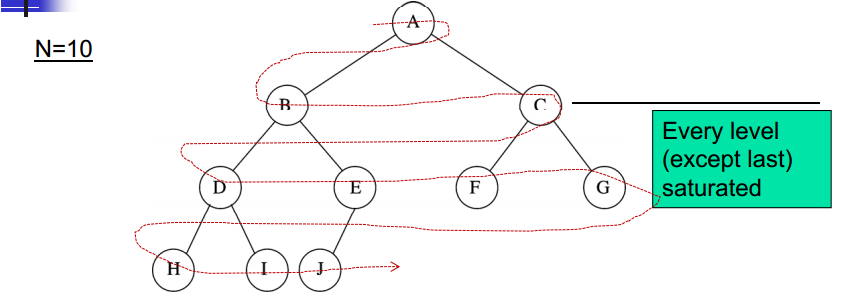 A
N=10
B
C
Every level
(except last)
saturated
D
E
F
G
H
I
J